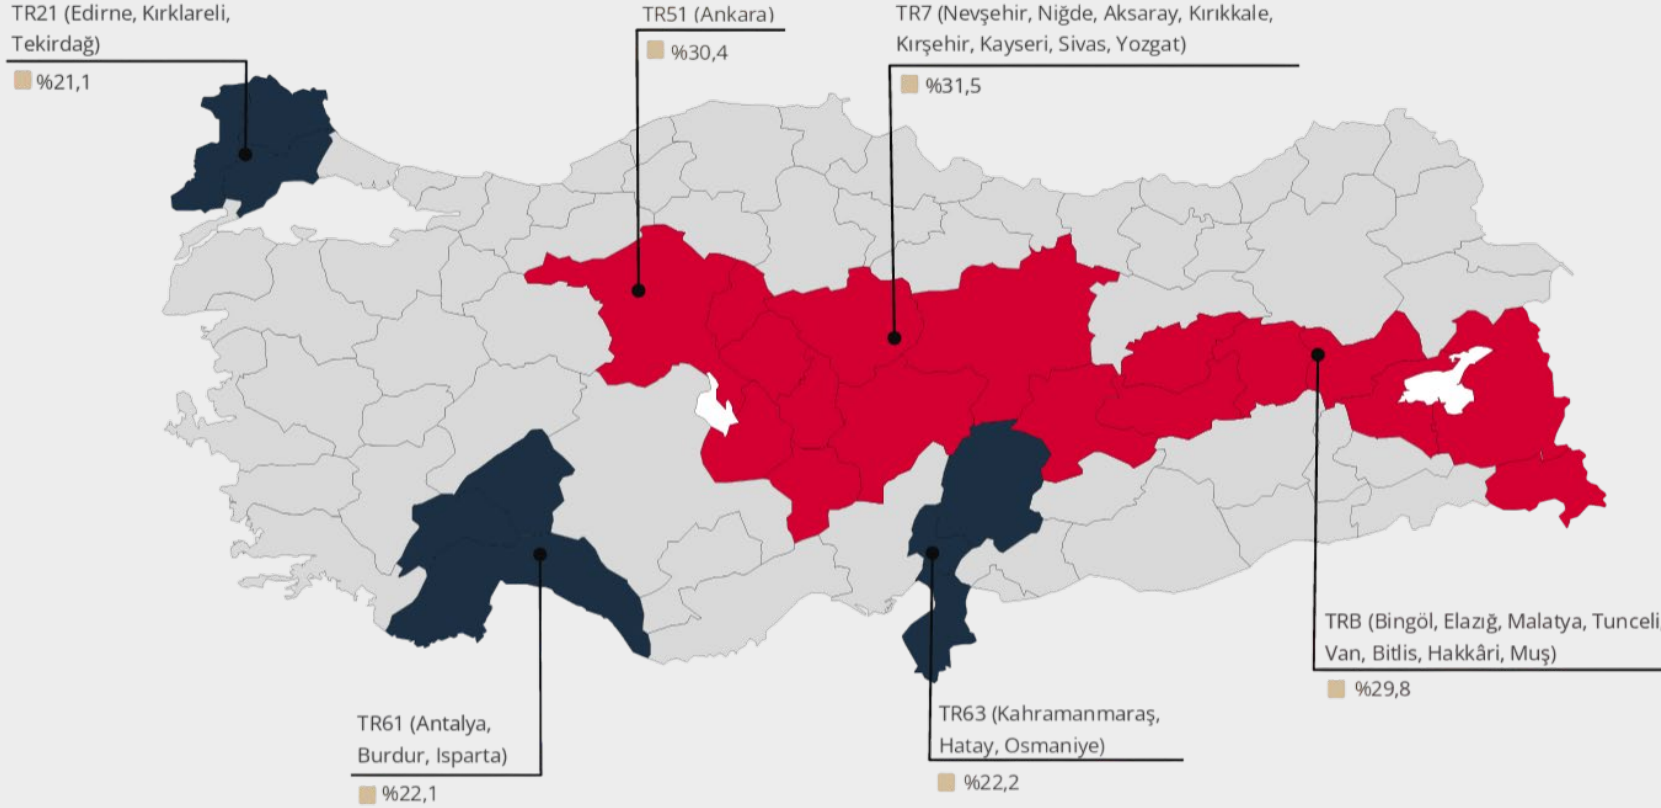 TR21 (Edirne, Kırklareli,
Tekirdağ)
%21,1
TR51 (Ankara)
%30,4
TR7 (Nevşehir, Niğde, Aksaray, Kırıkkale,
Kırşehir, Kayseri, Sivas, Yozgat)
%31,5
TRB (Bingöl, Elazığ, Malatya, Tunceli,
Van, Bitlis, Hakkâri, Muş)
%29,8
TR61 (Antalya,
Burdur, Isparta)
%22,1
TR63 (Kahramanmaraş,
Hatay, Osmaniye)
%22,2